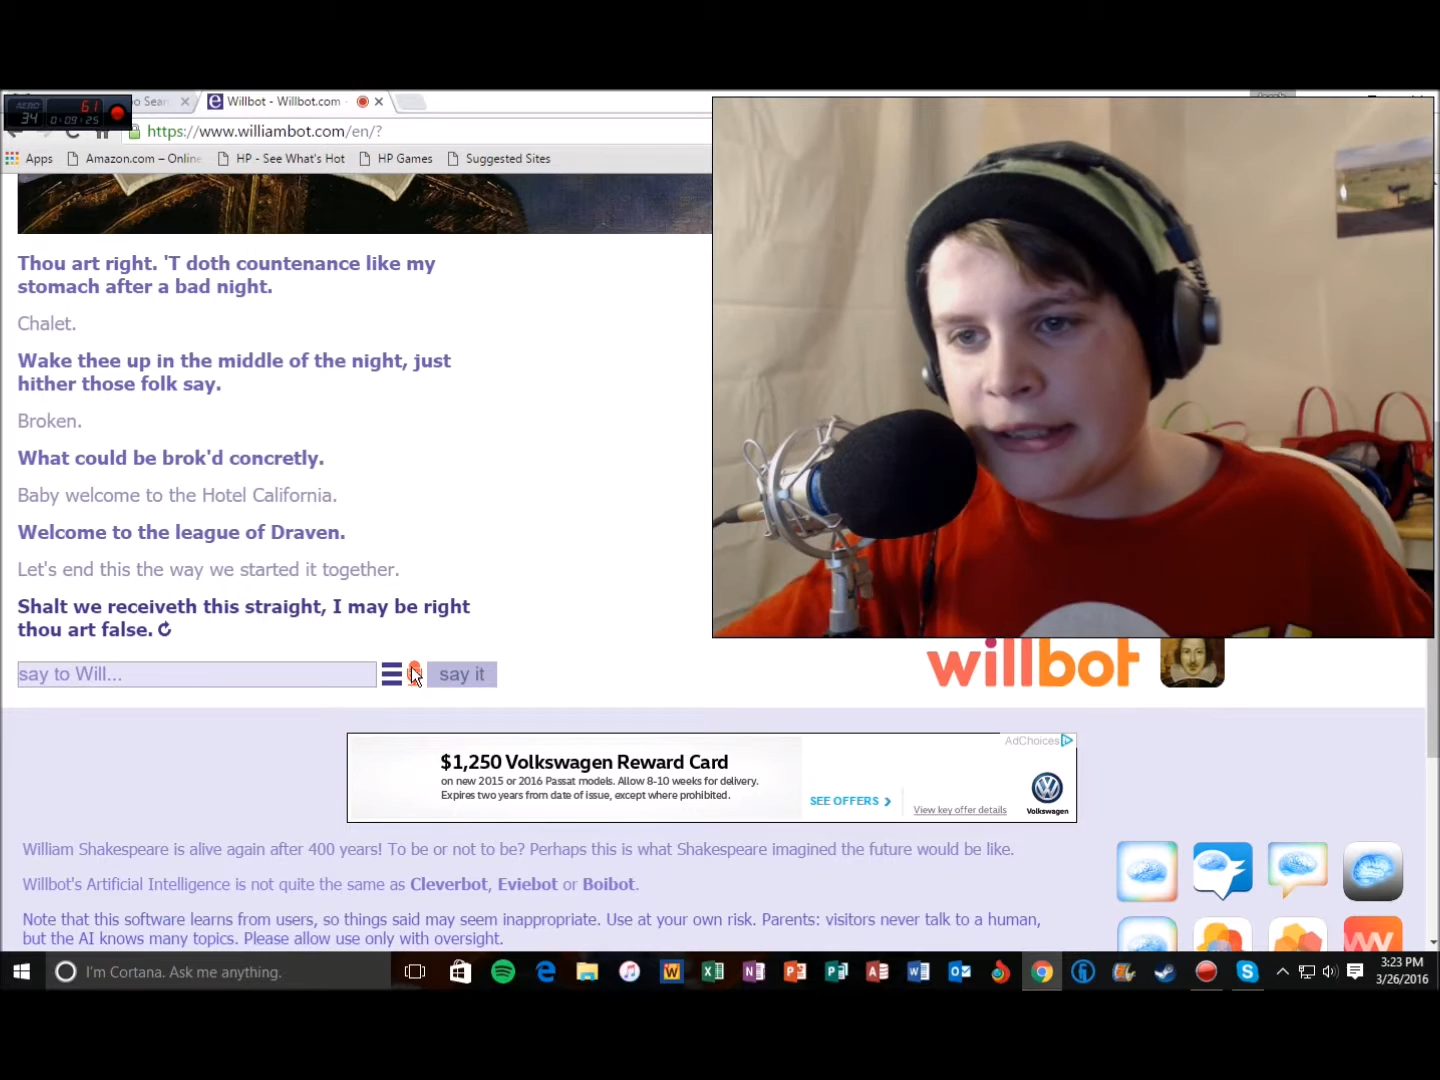 AERO
34
61
0:09:25
o Sear
Willbot - Willbot.com -
https://www.williambot.com/en/?
Apps
Amazon.com – Online
HP - See What's Hot
HP Games
Suggested Sites
Thou art right. 'T doth countenance like my
stomach after a bad night.
Chalet.
Wake thee up in the middle of the night, just
hither those folk say.
Broken.
What could be brok'd concretly.
Baby welcome to the Hotel California.
Welcome to the league of Draven.
Let's end this the way we started it together.
Shalt we receiveth this straight, I may be right
thou art false.
say to Will...
say it
willbot
AdChoices
$1,250 Volkswagen Reward Card
on new 2015 or 2016 Passat models. Allow 8-10 weeks for delivery.
Expires two years from date of issue, except where prohibited.
SEE OFFERS
View key offer details
Volkswagen
William Shakespeare is alive again after 400 years! To be or not to be? Perhaps this is what Shakespeare imagined the future would be like.
Willbot's Artificial Intelligence is not quite the same as Cleverbot, Eviebot or Boibot.
Note that this software learns from users, so things said may seem inappropriate. Use at your own risk. Parents: visitors never talk to a human,
but the AI knows many topics. Please allow use only with oversight.
I'm Cortana. Ask me anything.
3:23 PM
3/26/2016